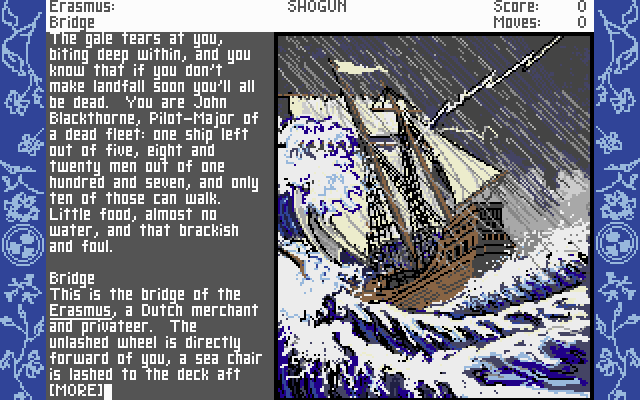 Erasmus: SHOGUN Score: 0
Bridge Moves: 0
The gale tears at you,
biting deep within, and you
know that if you don't
make landfall soon you'll all
be dead. You are John
Blackthorne, Pilot-Major of
a dead fleet: one ship left
out of five, eight and
twenty men out of one
hundred and seven, and only
ten of those can walk.
Little food, almost no
water, and that brackish
and foul.
Bridge
This is the bridge of the
Erasmus, a Dutch merchant
and privateer. The
unlashed wheel is directly
forward of you, a sea chair
is lashed to the deck aft
[MORE]